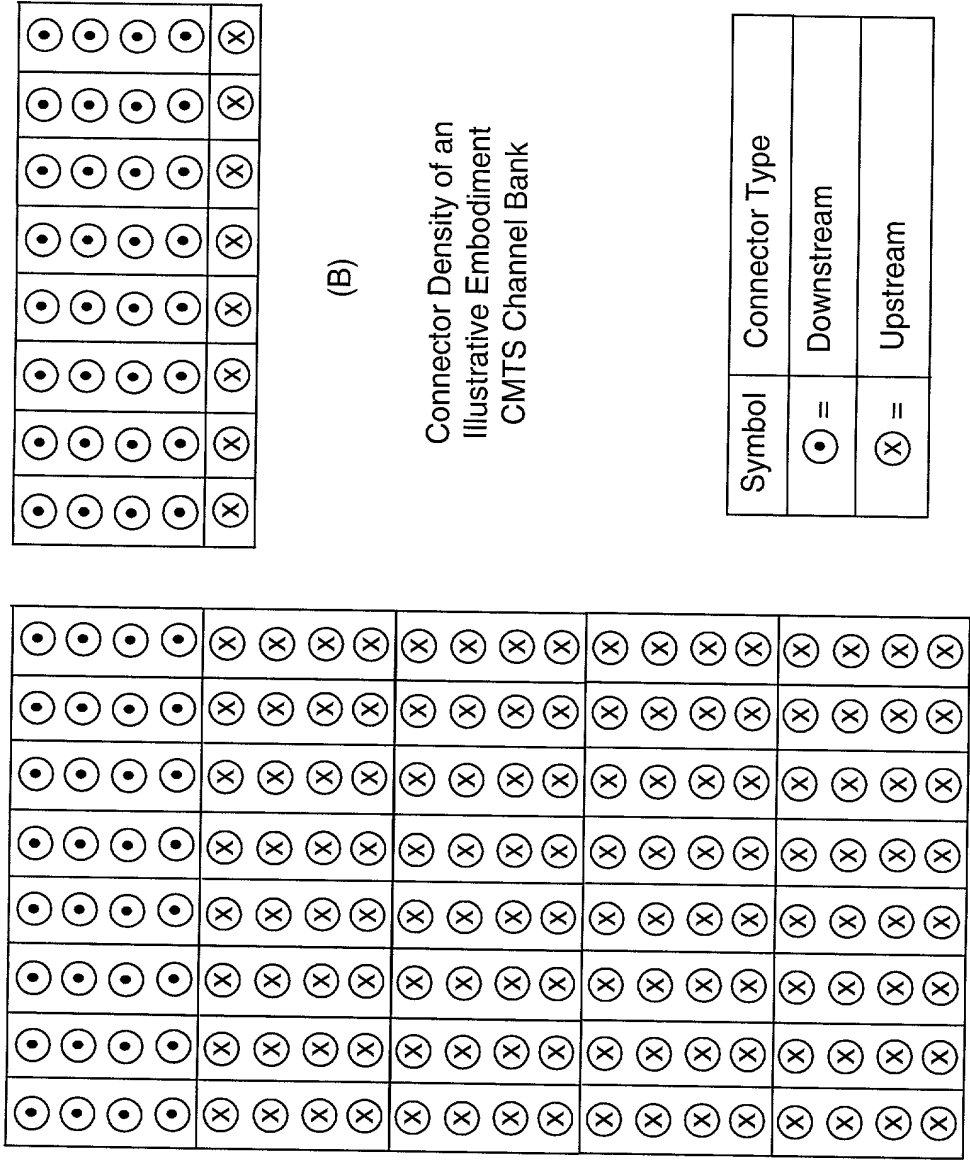 (B)
Connector Density of an
Illustrative Embodiment
CMTS Channel Bank
Symbol Connector Type
⊙ = Downstream
ⓧ = Upstream